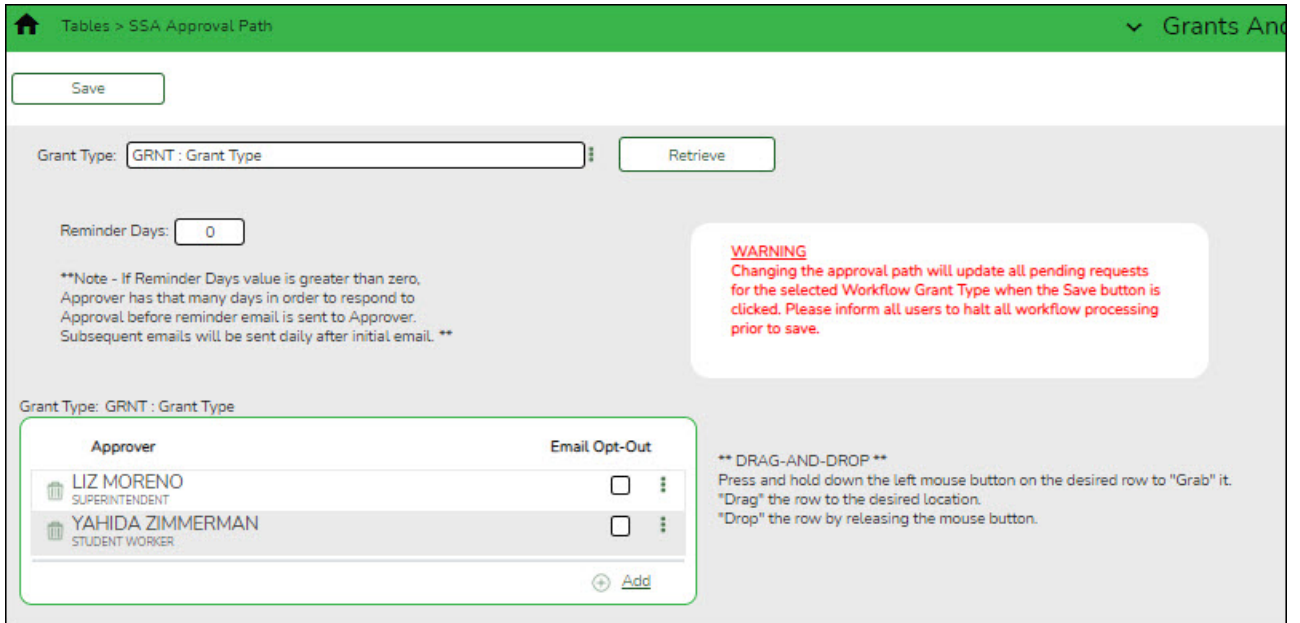 Tables > SSA Approval Path
Grants And
Save
Grant Type: GRNT : Grant Type
Retrieve
Reminder Days: 0
**Note - If Reminder Days value is greater than zero,
Approver has that many days in order to respond to
Approval before reminder email is sent to Approver.
Subsequent emails will be sent daily after initial email. **
WARNING
Changing the approval path will update all pending requests
for the selected Workflow Grant Type when the Save button is
clicked. Please inform all users to halt all workflow processing
prior to save.
Grant Type: GRNT : Grant Type
Approver Email Opt-Out
LIZ MORENO
SUPERINTENDENT
YAHIDA ZIMMERMAN
STUDENT WORKER
Add
** DRAG-AND-DROP **
Press and hold down the left mouse button on the desired row to "Grab" it.
"Drag" the row to the desired location.
"Drop" the row by releasing the mouse button.